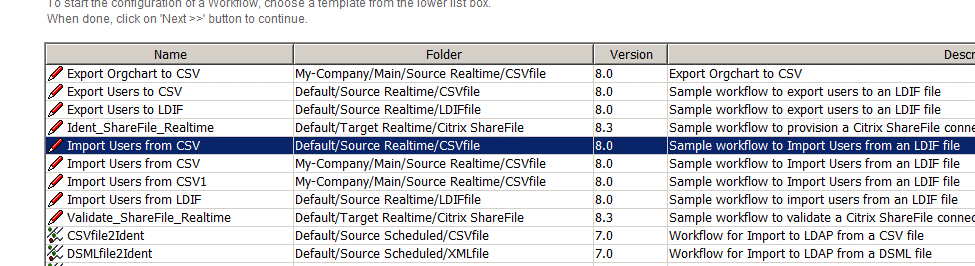 To start the configuration of a Workflow, choose a template from the lower list box.
When done, click on 'Next >>' button to continue.
Name Folder Version Descr
Export Orgchart to CSV My-Company/Main/Source Realtime/CSVfile 8.0 Export Orgchart to CSV
Export Users to CSV Default/Source Realtime/CSVfile 8.0 Sample workflow to export users to an LDIF file
Export Users to LDIF Default/Source Realtime/LDIFfile 8.0 Sample workflow to export users to an LDIF file
Ident_ShareFile_Realtime Default/Target Realtime/Citrix ShareFile 8.3 Sample workflow to provision a Citrix ShareFile conne
Import Users from CSV Default/Source Realtime/CSVfile 8.0 Sample workflow to Import Users from an LDIF file
Import Users from CSV My-Company/Main/Source Realtime/CSVfile 8.0 Sample workflow to Import Users from an LDIF file
Import Users from CSV1 My-Company/Main/Source Realtime/CSVfile 8.0 Sample workflow to Import Users from an LDIF file
Import Users from LDIF Default/Source Realtime/LDIFfile 8.0 Sample workflow to import users from an LDIF file
Validate_ShareFile_Realtime Default/Target Realtime/Citrix ShareFile 8.3 Sample workflow to validate a Citrix ShareFile connec
CSVfile2Ident Default/Source Scheduled/CSVfile 7.0 Workflow for Import to LDAP from a CSV file
DSMLfile2Ident Default/Source Scheduled/XMLfile 7.0 Workflow for Import to LDAP from a DSML file